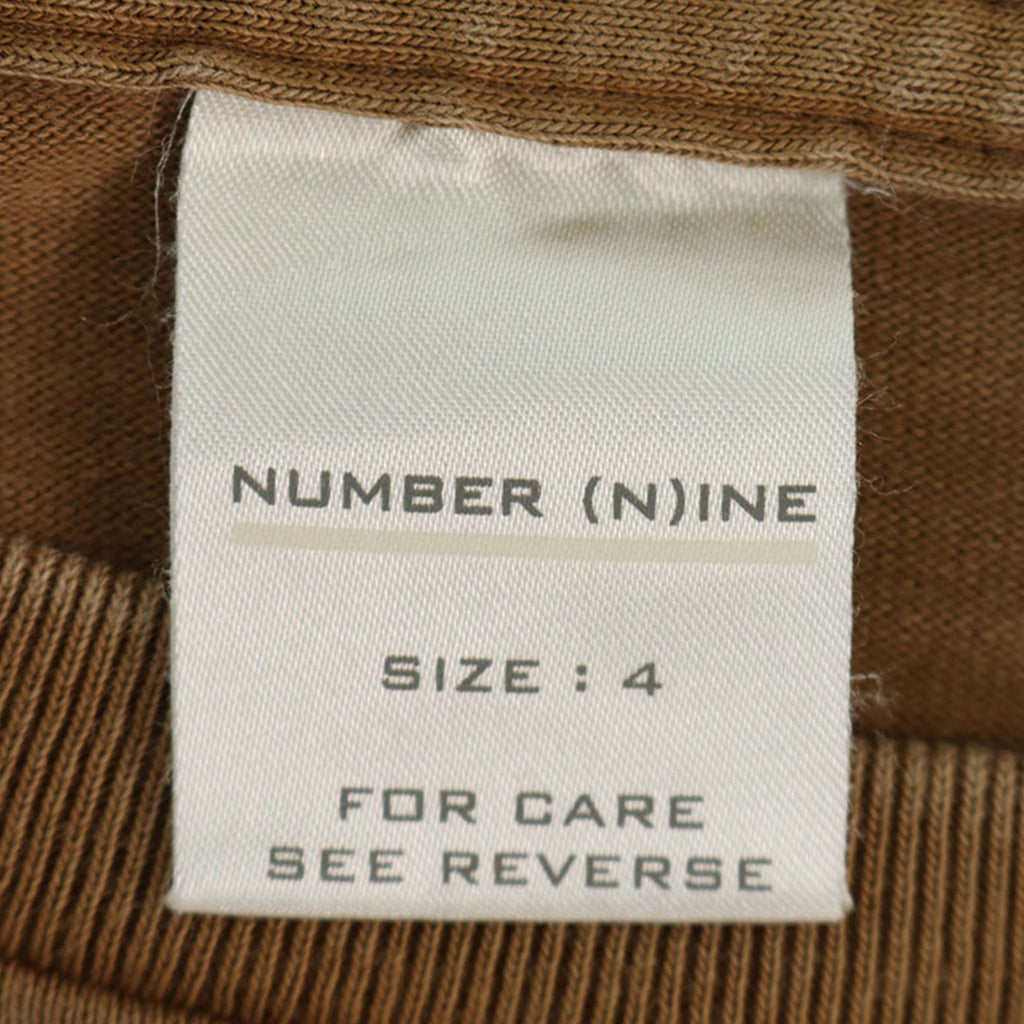 NUMBER (N)INE
SIZE : 4
FOR CARE
SEE REVERSE